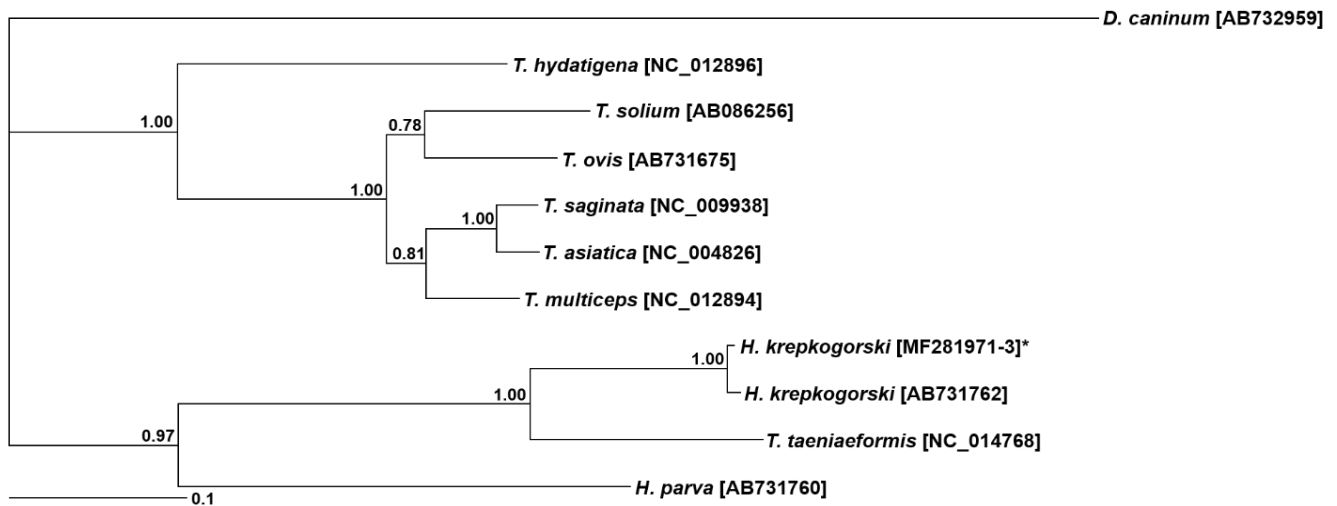 D. caninum [AB732959]
T. hydatigena [NC_012896]
1.00
T. solium [AB086256]
0.78
T. ovis [AB731675]
1.00
T. saginata [NC_009938]
1.00
T. asiatica [NC_004826]
0.81
T. multiceps [NC_012894]
H. krepkogorski [MF281971-3]*
1.00
H. krepkogorski [AB731762]
1.00
T. taeniaeformis [NC_014768]
0.97
H. parva [AB731760]
0.1